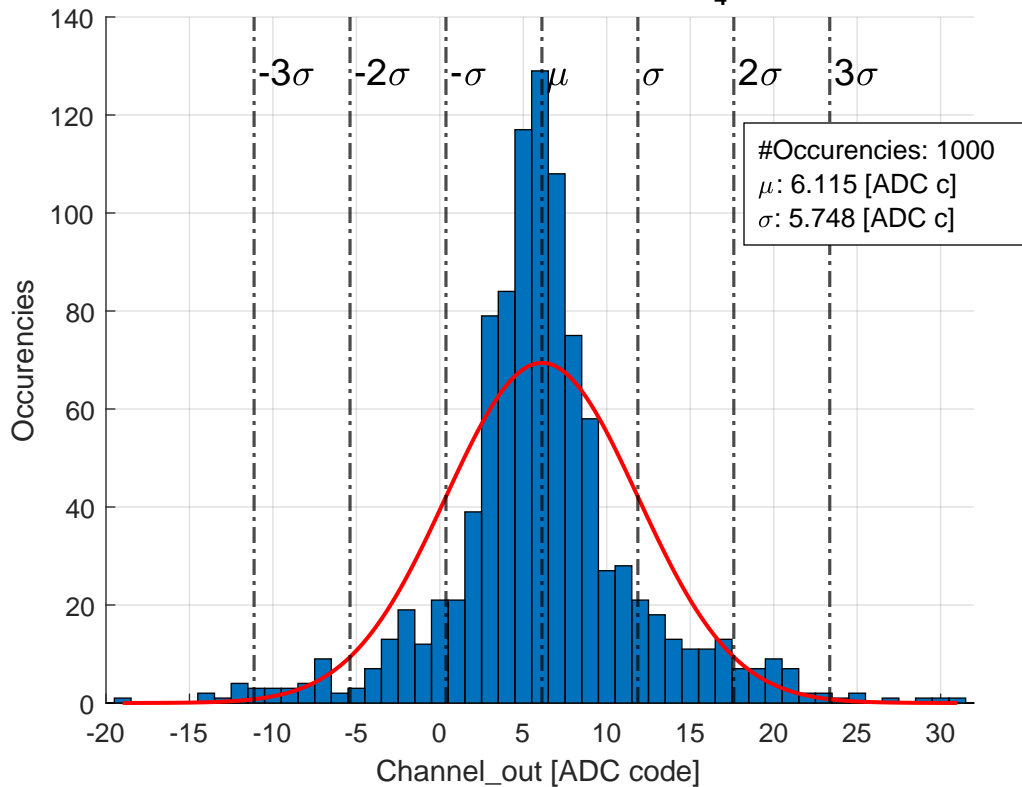 4
140
120
100
80
60
40
20
0
Occurencies
-3σ
-2σ
-σ
μ
σ
2σ
3σ
#Occurencies: 1000
μ: 6.115 [ADC c]
σ: 5.748 [ADC c]
-20
-15
-10
-5
0
5
10
15
20
25
30
Channel_out [ADC code]